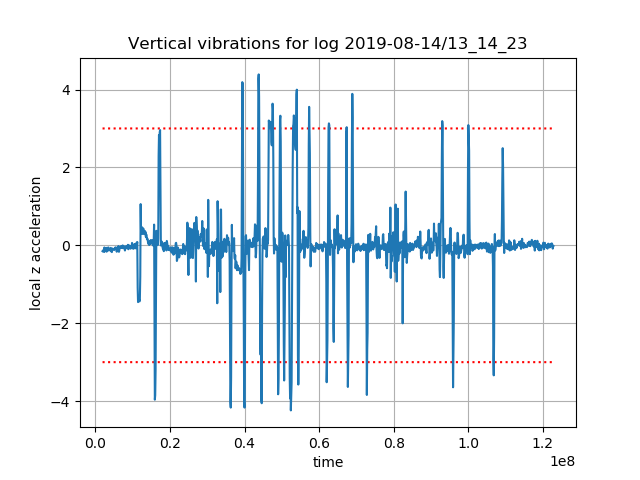 Vertical vibrations for log 2019-08-14/13_14_23
local z acceleration
4
2
0
−2
−4
0.0 0.2 0.4 0.6 0.8 1.0 1.2
1e8
time